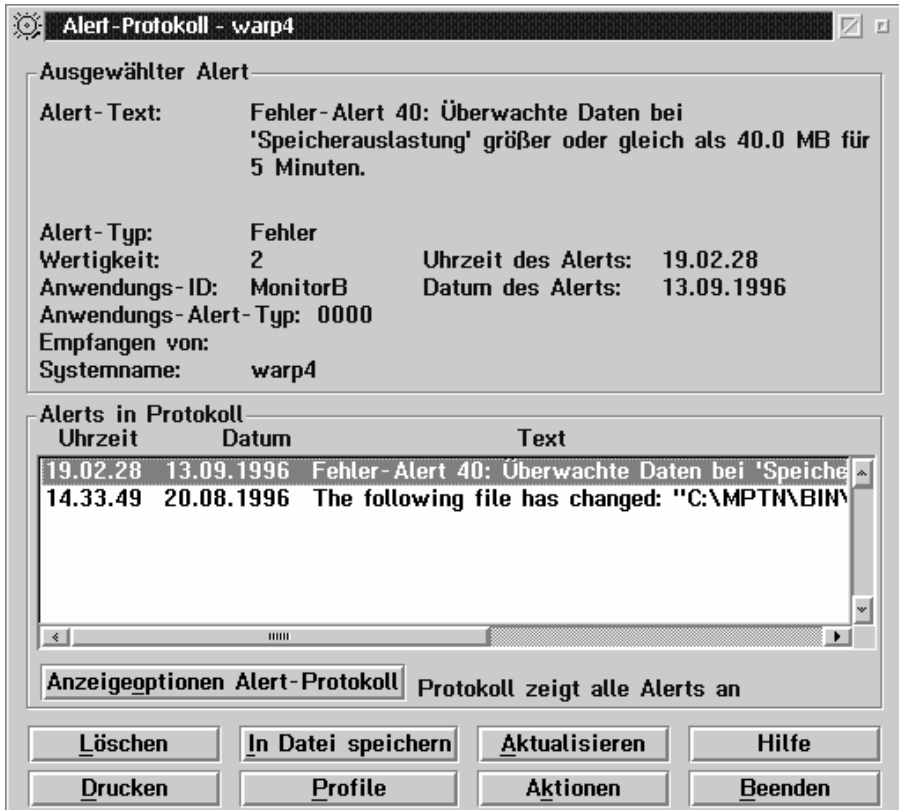 Alert-Protokoll - warp4
Ausgewählter Alert
Alert-Text: Fehler-Alert 40: Überwachte Daten bei
'Speicherauslastung' größer oder gleich als 40.0 MB für
5 Minuten.
Alert-Typ: Fehler
Wertigkeit: 2 Uhrzeit des Alerts: 19.02.28
Anwendungs-ID: MonitorB Datum des Alerts: 13.09.1996
Anwendungs-Alert-Typ: 0000
Empfangen von:
Systemname: warp4
Alerts in Protokoll
Uhrzeit Datum Text
19.02.28 13.09.1996 Fehler-Alert 40: Überwachte Daten bei 'Speiche
14.33.49 20.08.1996 The following file has changed: "C:\MPTN\BIN\
Anzeigeoptionen Alert-Protokoll Protokoll zeigt alle Alerts an
Löschen In Datei speichern Aktualisieren Hilfe
Drucken Profile Aktionen Beenden